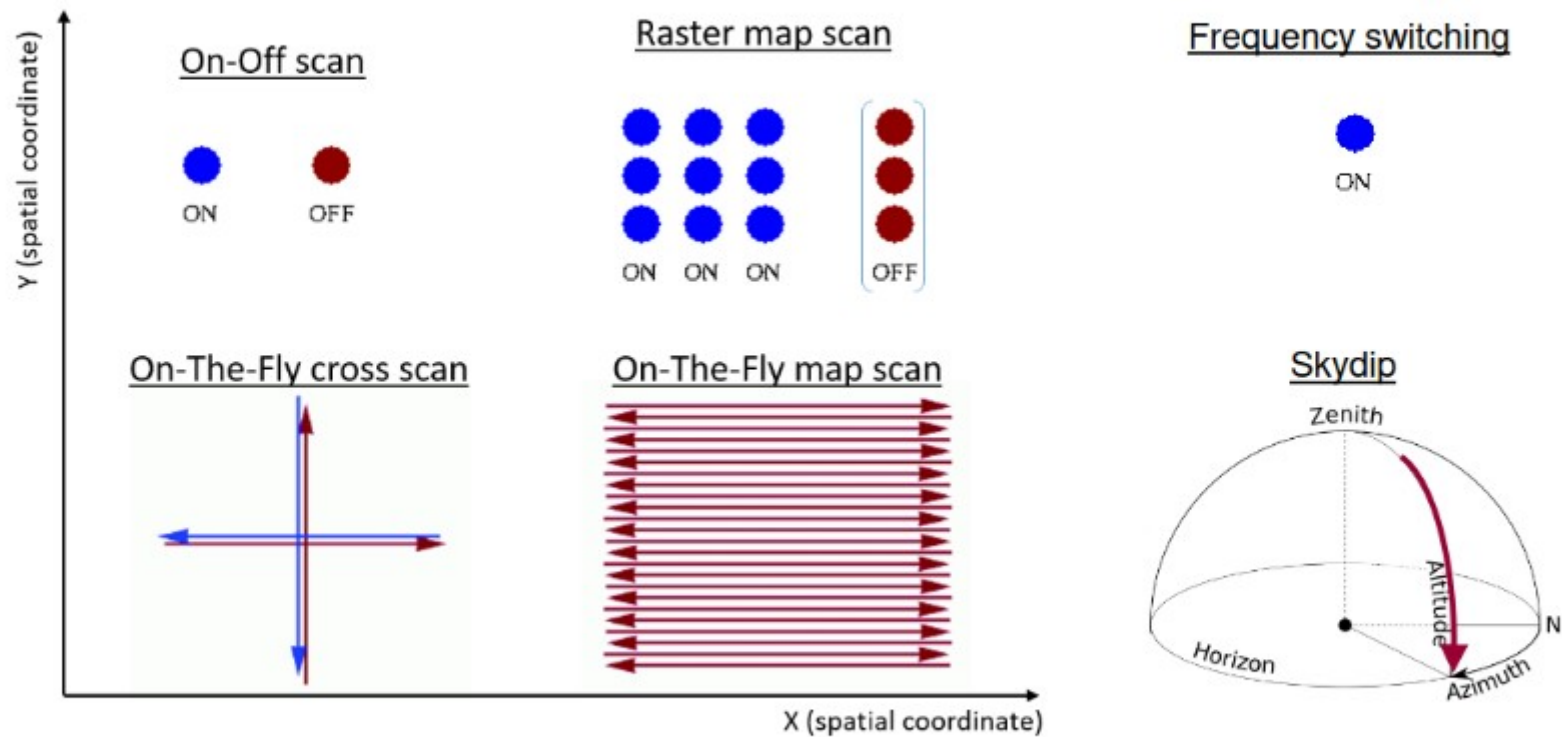 Y (spatial coordinate)
On-Off scan
ON
OFF
Raster map scan
ON ON ON
OFF
Frequency switching
ON
On-The-Fly cross scan
On-The-Fly map scan
Skydip
Zenith
Altitude
N
Horizon
Azimuth
X (spatial coordinate)